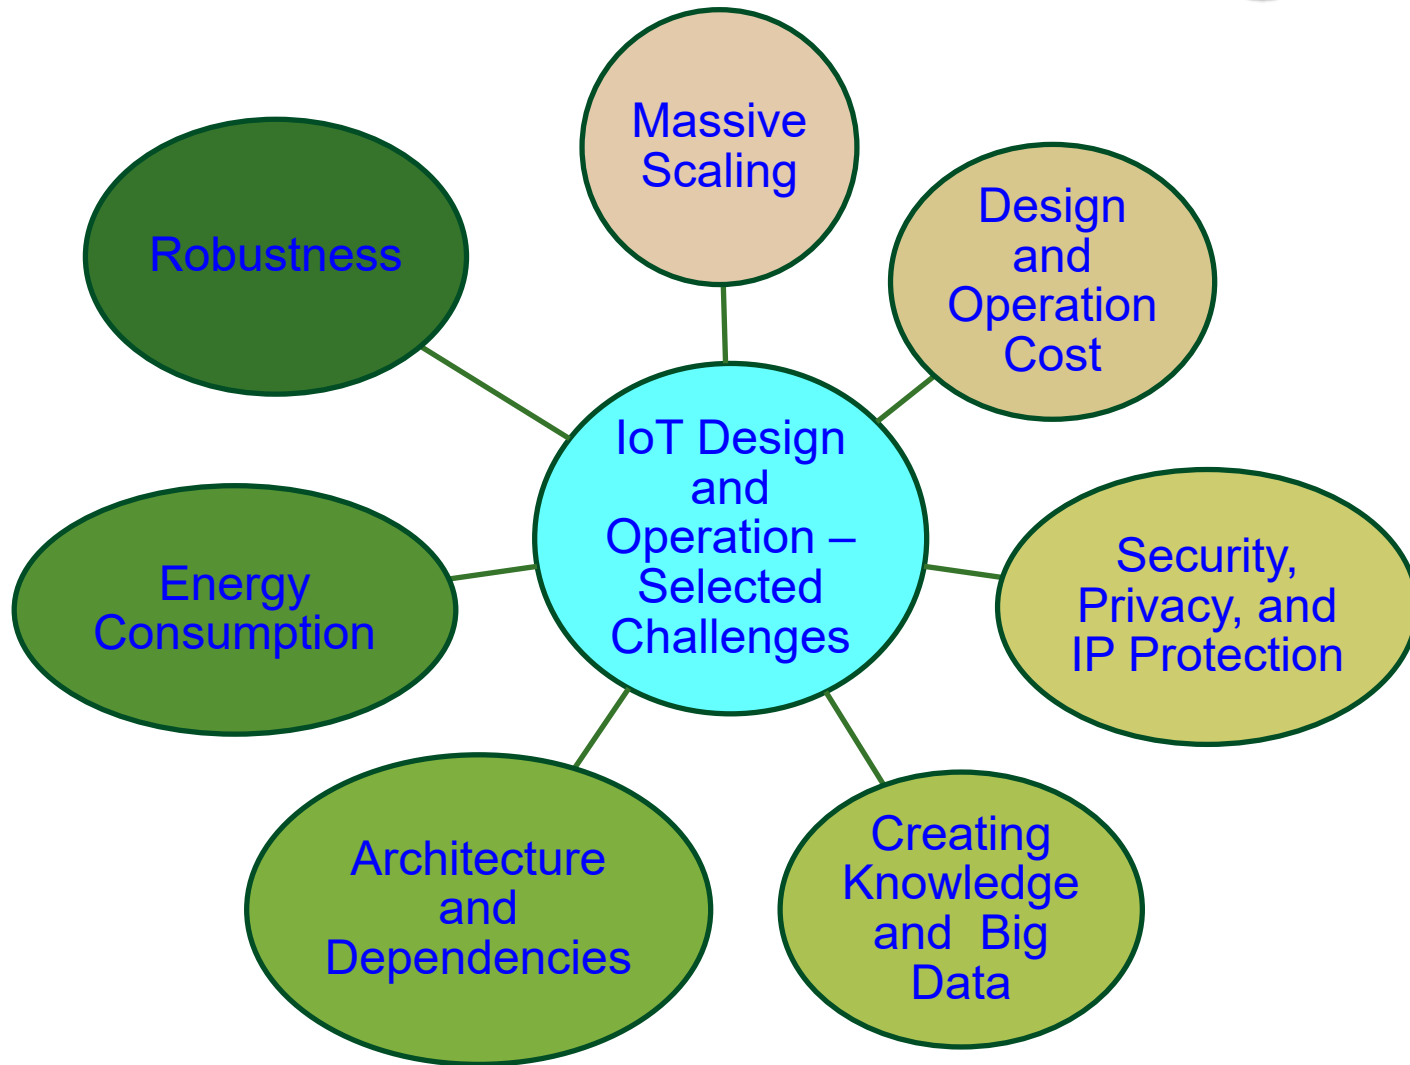 Massive
Scaling
Design
and
Operation
Cost
Robustness
IoT Design
and
Operation –
Selected
Challenges
Security,
Privacy, and
IP Protection
Energy
Consumption
Creating
Knowledge
and  Big
Data
Architecture
and
Dependencies